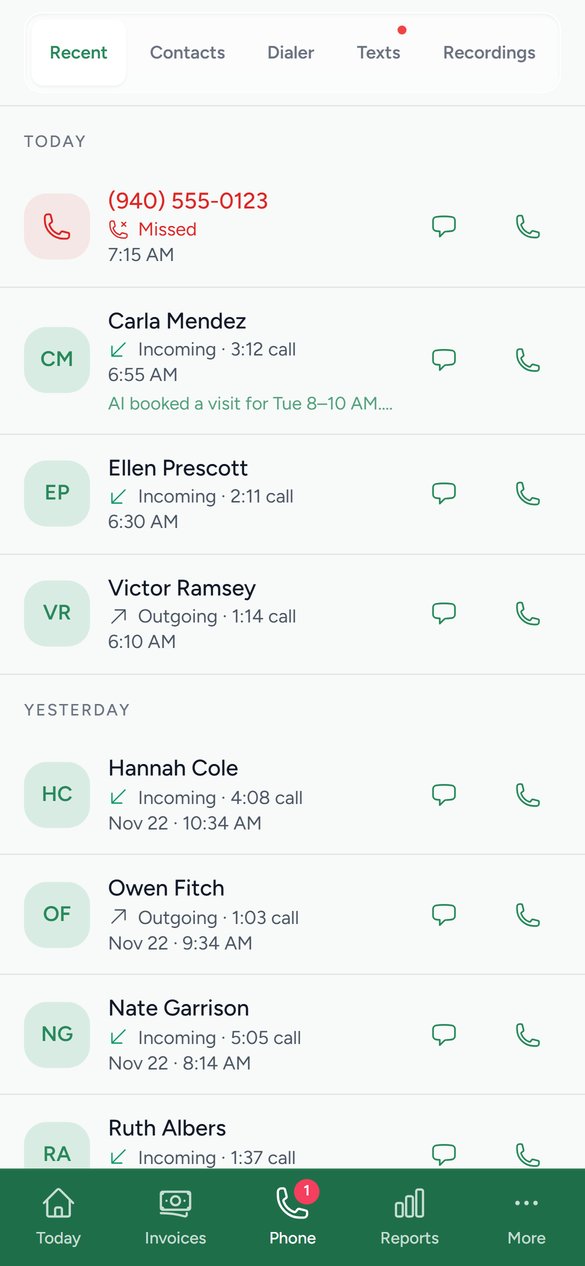 Recent
Contacts
Dialer
Texts
Recordings
TODAY
(940) 555-0123
Missed
7:15 AM
CM
Carla Mendez
Incoming · 3:12 call
6:55 AM
AI booked a visit for Tue 8–10 AM....
EP
Ellen Prescott
Incoming · 2:11 call
6:30 AM
VR
Victor Ramsey
Outgoing · 1:14 call
6:10 AM
YESTERDAY
HC
Hannah Cole
Incoming · 4:08 call
Nov 22 · 10:34 AM
OF
Owen Fitch
Outgoing · 1:03 call
Nov 22 · 9:34 AM
NG
Nate Garrison
Incoming · 5:05 call
Nov 22 · 8:14 AM
RA
Ruth Albers
Incoming · 1:37 call
1
Today
Invoices
Phone
Reports
More